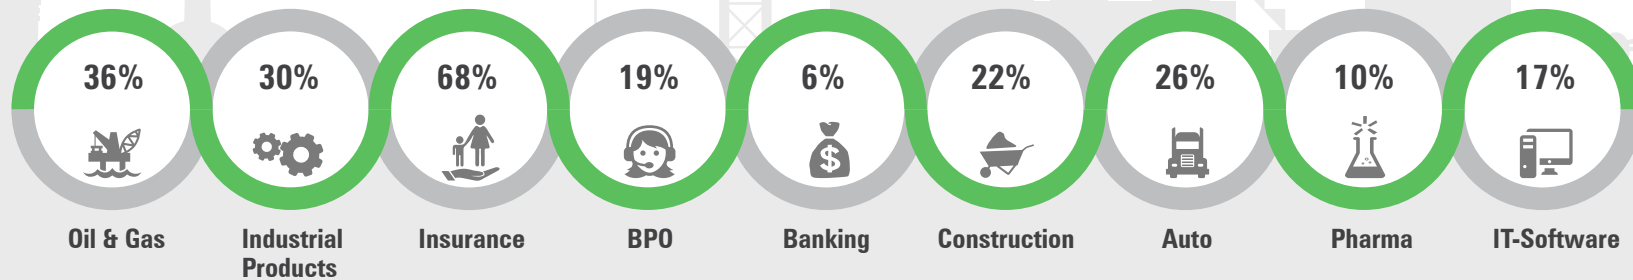 36%
30%
68%
19%
6%
22%
26%
10%
17%
$
Oil & Gas
Industrial
Products
Insurance
BPO
Banking
Construction
Auto
Pharma
IT-Software